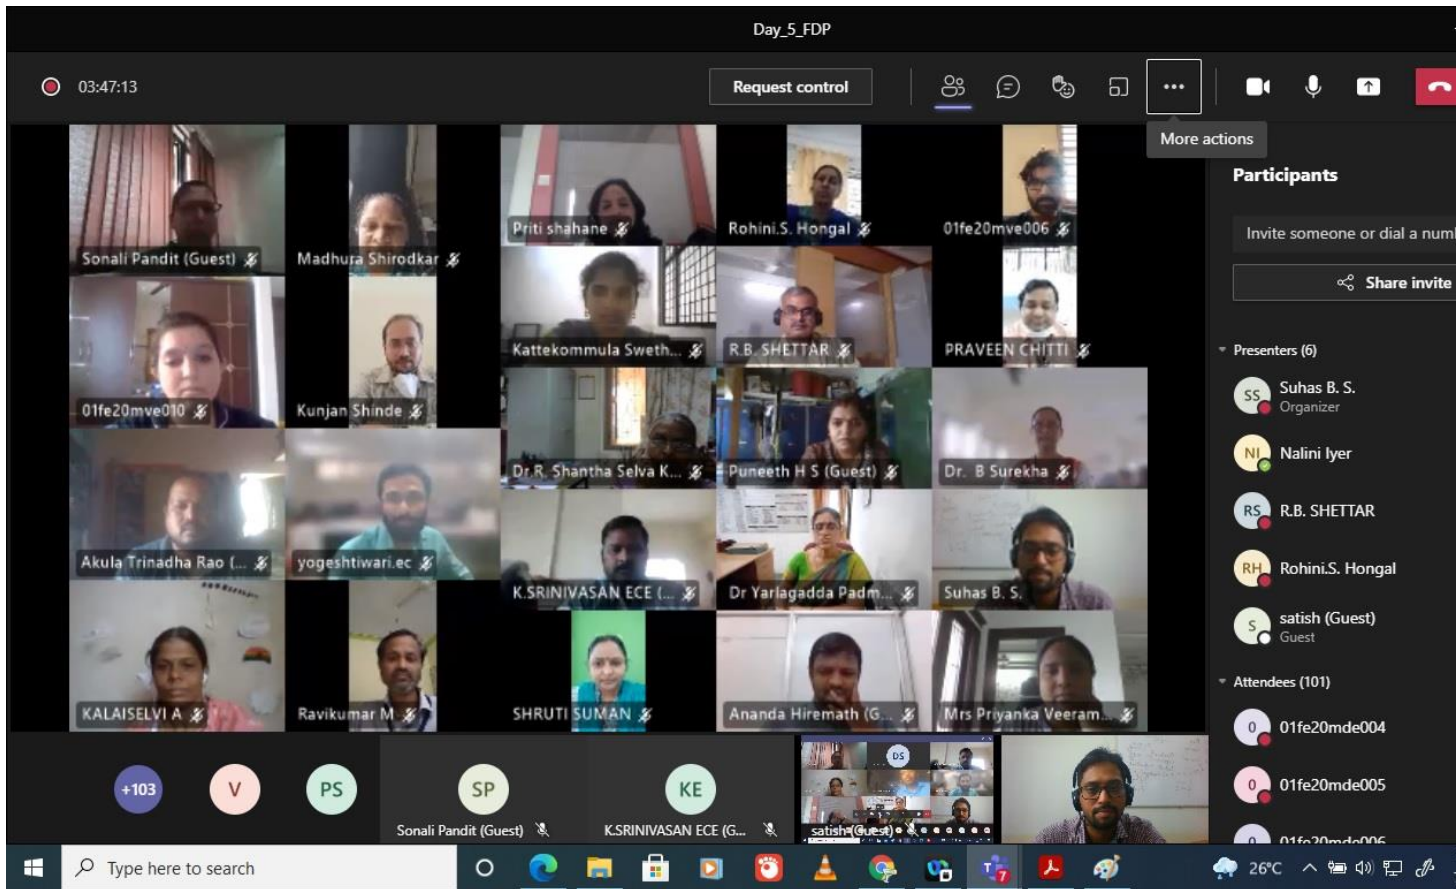 Day_5_FDP
03:47:13
Request control
More actions
Participants
Invite someone or dial a num
Share invite
Sonali Pandit (Guest)
Madhura Shirodkar
Priti shahane
Rohini.S. Hongal
01fe20mve006
01fe20mve010
Kunjan Shinde
Kattekommula Sweth...
R.B. SHETTAR
PRAVEEN CHITTI
Dr.R. Shantha Selva K...
Puneeth H S (Guest)
Dr. B Surekha
Akula Trinadha Rao (...
yogeshtiwari.ec
K.SRINIVASAN ECE (...
Dr Yarlagadda Padm...
Suhas B. S.
KALAISELVI A
Ravikumar M
SHRUTI SUMAN
Ananda Hiremath (G...
Mrs Priyanka Veeram...
Presenters (6)
SS
Suhas B. S.
Organizer
NI
Nalini Iyer
RS
R.B. SHETTAR
RH
Rohini.S. Hongal
S
satish (Guest)
Guest
Attendees (101)
0
01fe20mde004
0
01fe20mde005
0
01fe20mde006
+103
V
PS
SP
Sonali Pandit (Guest)
KE
K.SRINIVASAN ECE (G...
DS
satish (Guest)
Type here to search
7
26°C